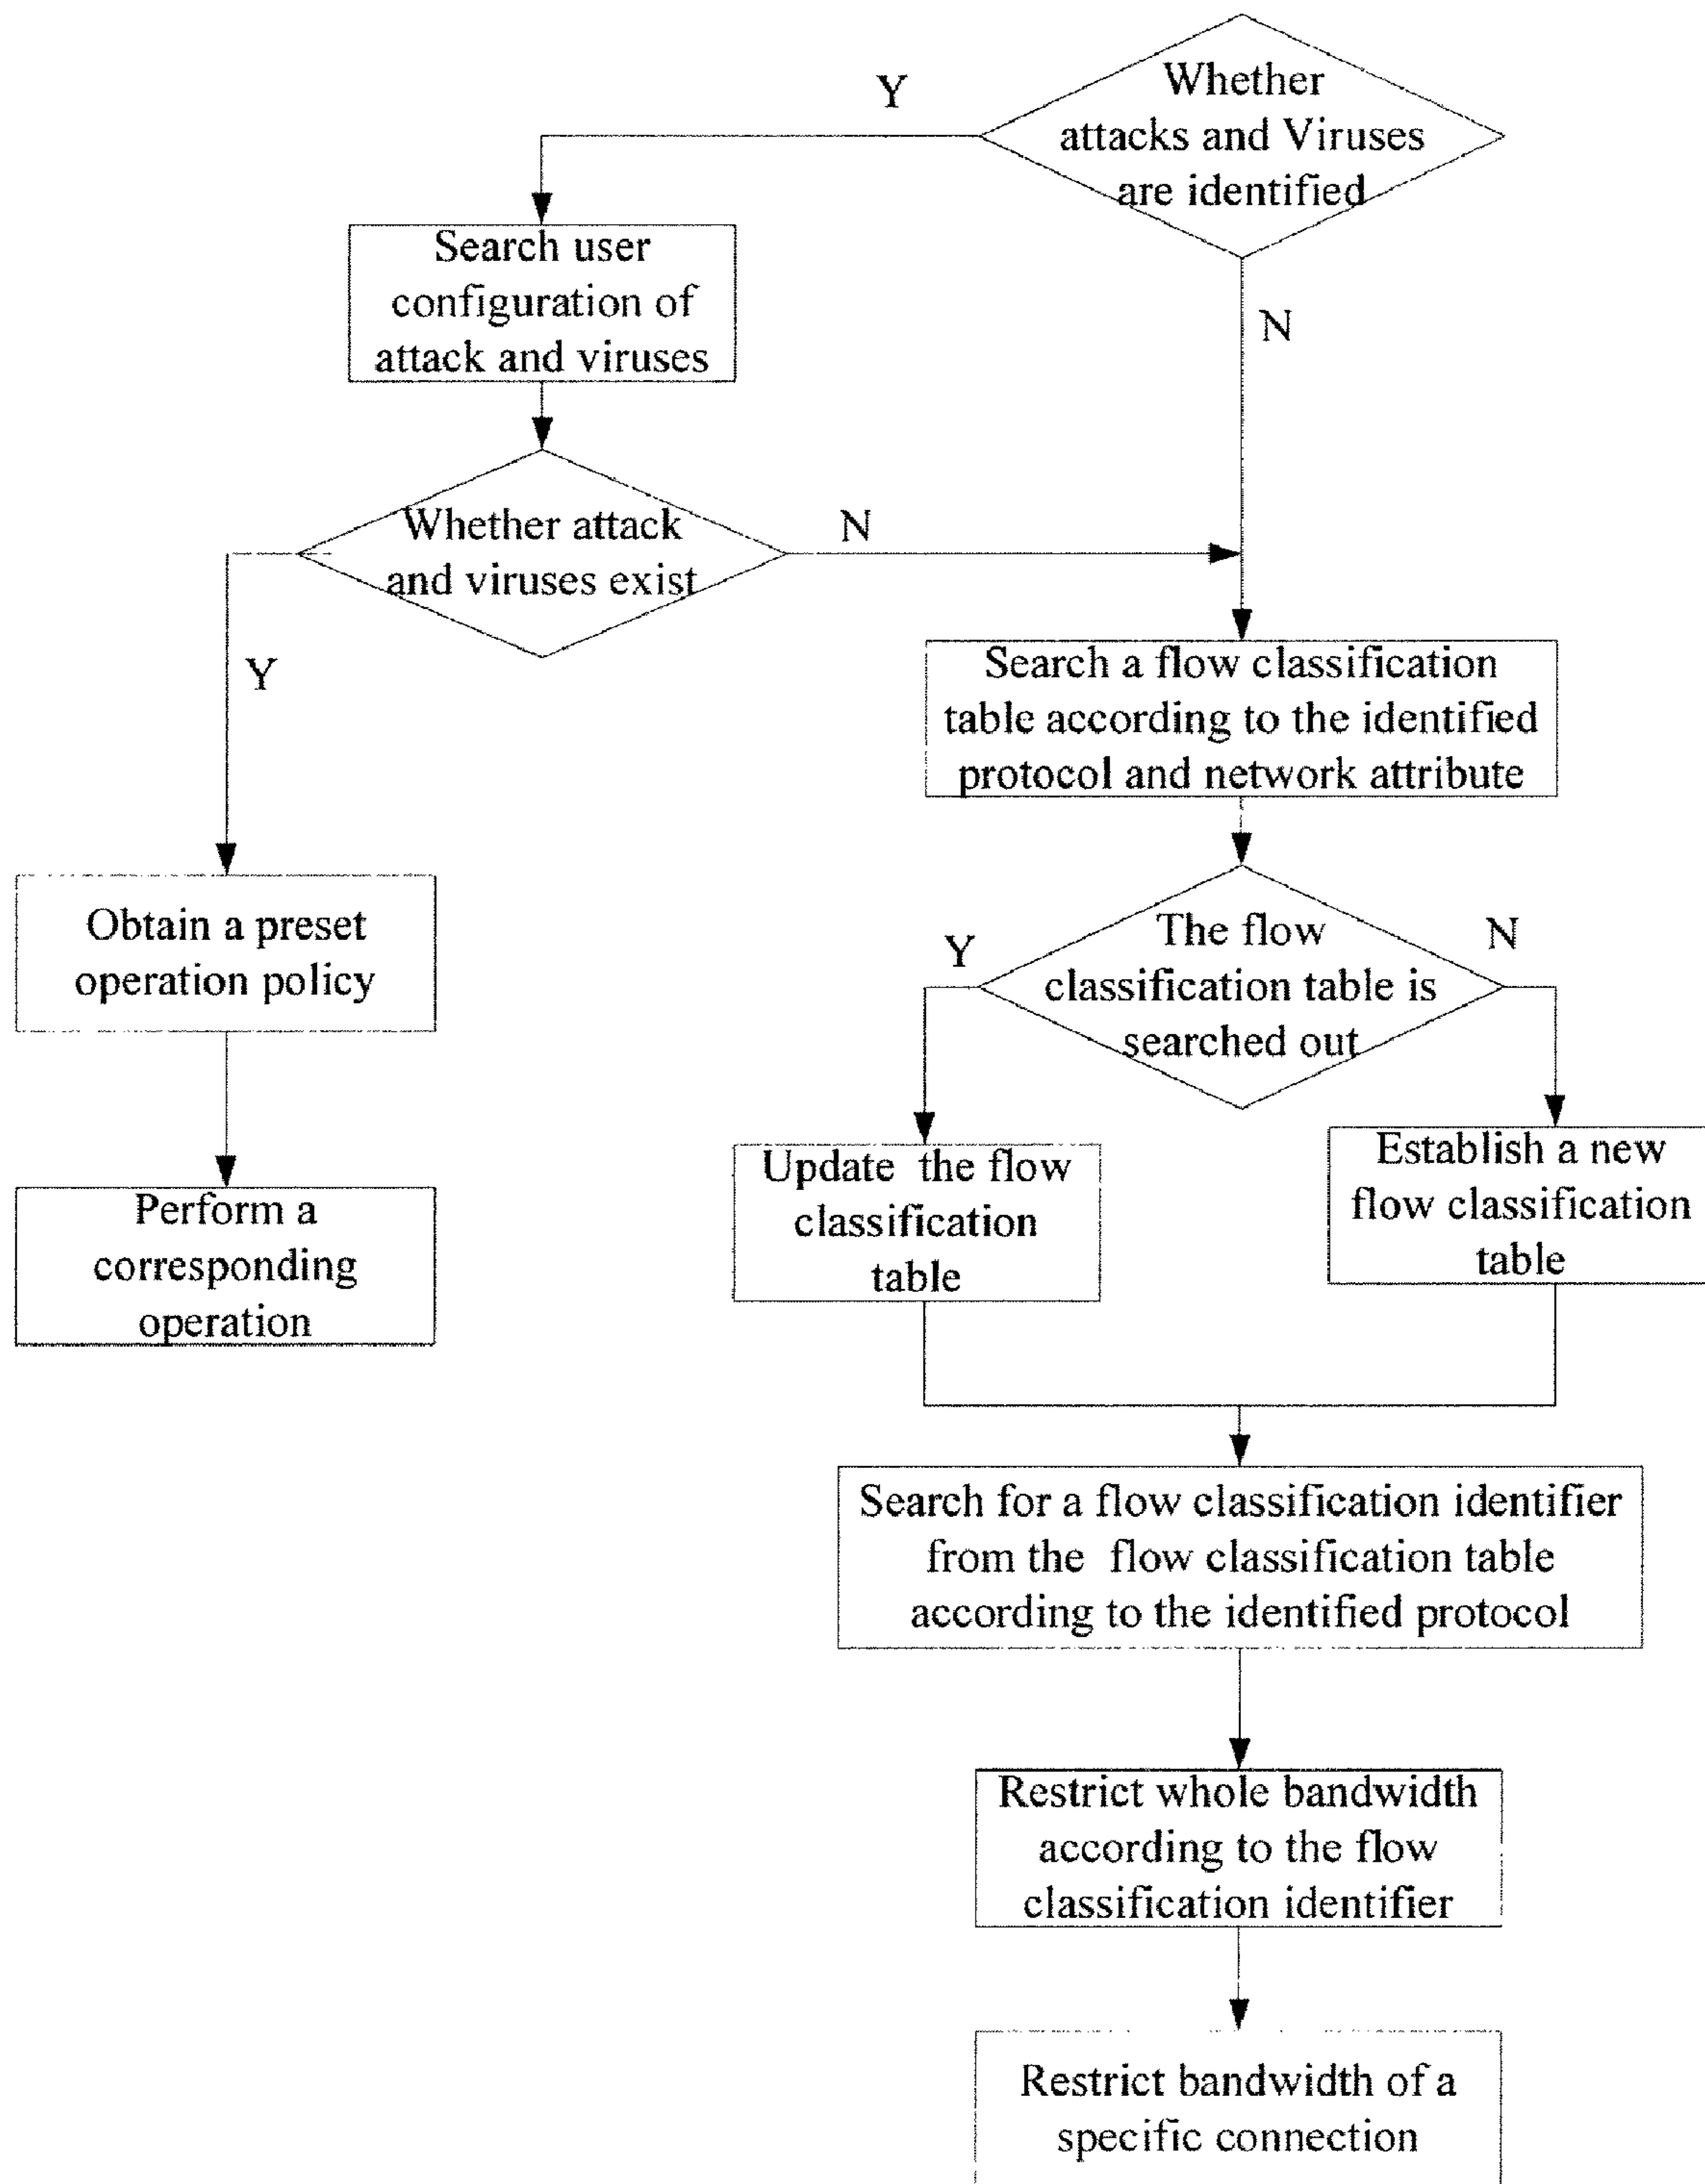 Whether
attacks and Viruses
are identified
Y
Search user
configuration of
attack and viruses
N
Whether attack
and viruses exist
N
Y
Search a flow classification
table according to the identified
protocol and network attribute
Obtain a preset
operation policy
The flow
classification table is
searched out
Y
N
Update the flow
classification
table
Establish a new
flow classification
table
Perform a
corresponding
operation
Search for a flow classification identifier
from the flow classification table
according to the identified protocol
Restrict whole bandwidth
according to the flow
classification identifier
Restrict bandwidth of a
specific connection